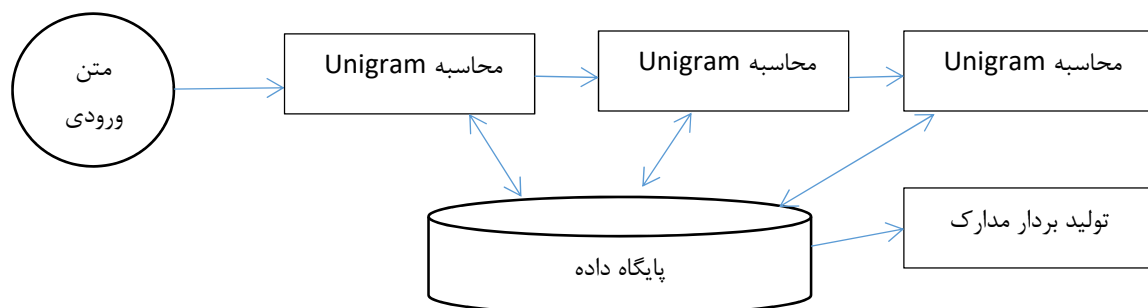 متن
ورودی
محاسبه Unigram
محاسبه Unigram
محاسبه Unigram
پایگاه داده
تولید بردار مدارک